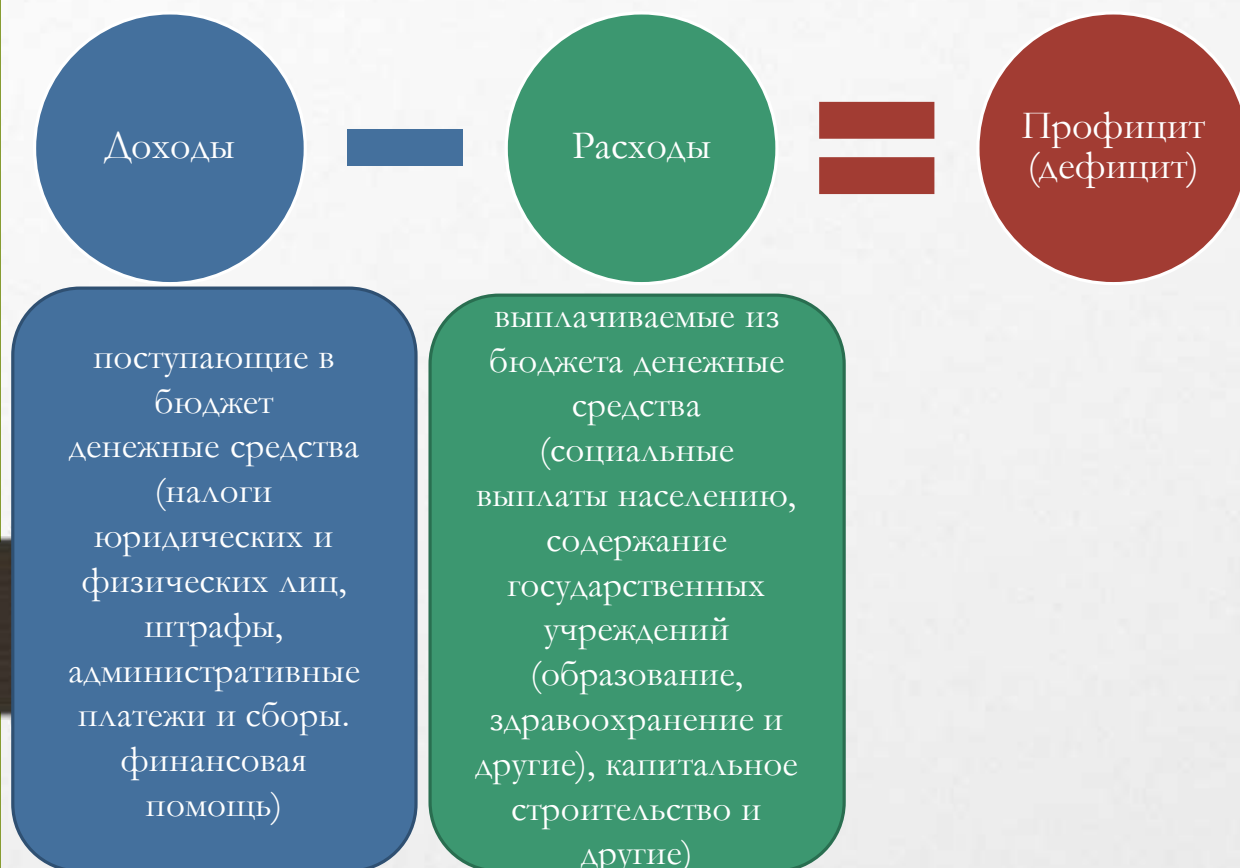 Доходы
Расходы
Профицит
(дефицит)
поступающие в
бюджет
денежные средства
(налоги
юридических и
физических лиц,
штрафы,
административные
платежи и сборы.
финансовая
помощь)
выплачиваемые из
бюджета денежные
средства
(социальные
выплаты населению,
содержание
государственных
учреждений
(образование,
здравоохранение и
другие), капитальное
строительство и
другие)